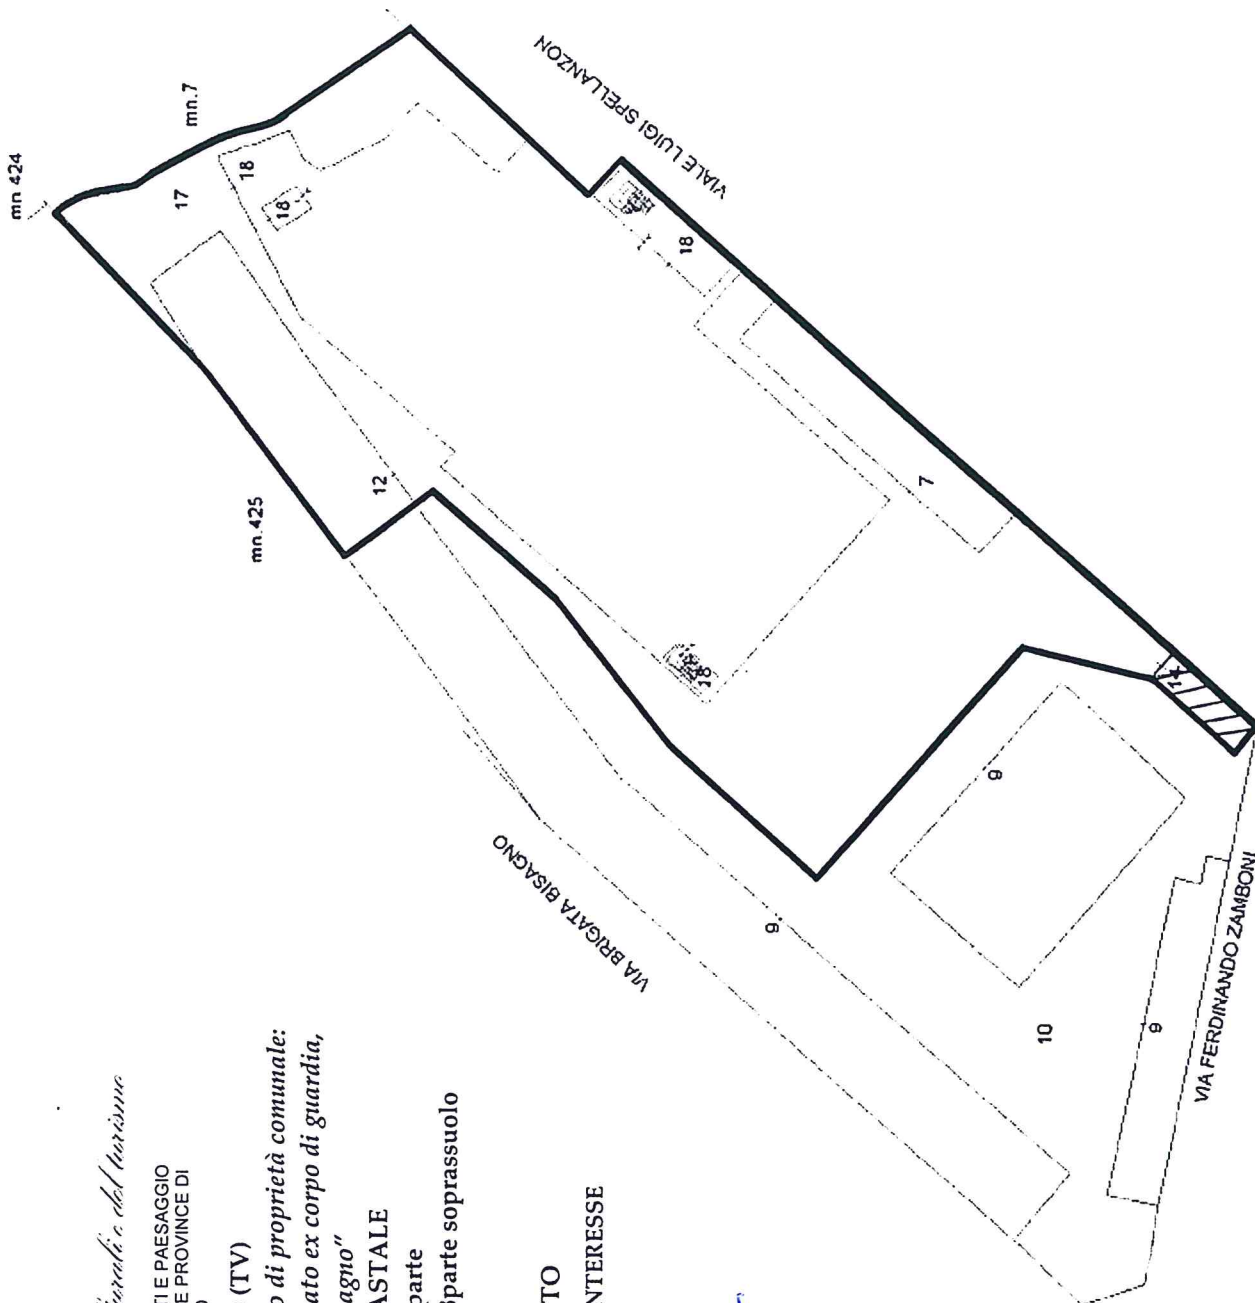 mn 424
mn.7
17
18
18
VIALE LUIGI SPELLANZON
18
12
mn.425
7
18
VIA BRIGATA BISAGNO
9
9.
10
9
VIA FERDINANDO ZAMBONI
e del turismo
TI E PAESAGGIO
E PROVINCE DI
(TV)
o di proprietà comunale:
ato ex corpo di guardia,
agno"
ASTALE
parte
parte soprassuolo
TO
NTERESSE